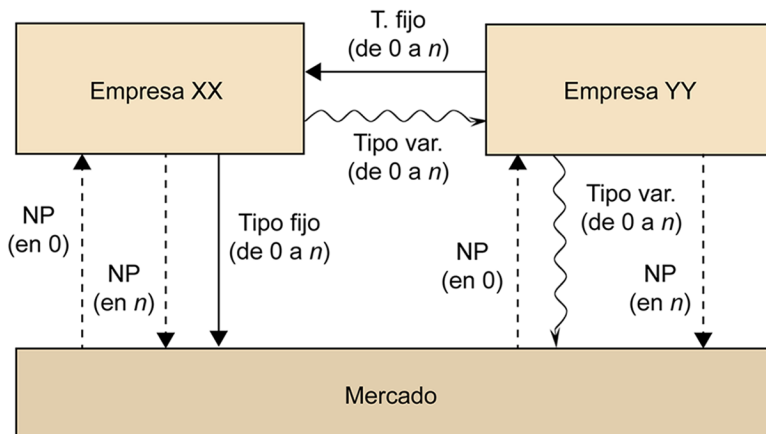 T. fijo
(de 0 a n)
Empresa XX
Empresa YY
Tipo var.
(de 0 a n)
NP
(en 0)
NP
(en n)
Tipo fijo
(de 0 a n)
NP
(en 0)
Tipo var.
(de 0 a n)
NP
(en n)
Mercado